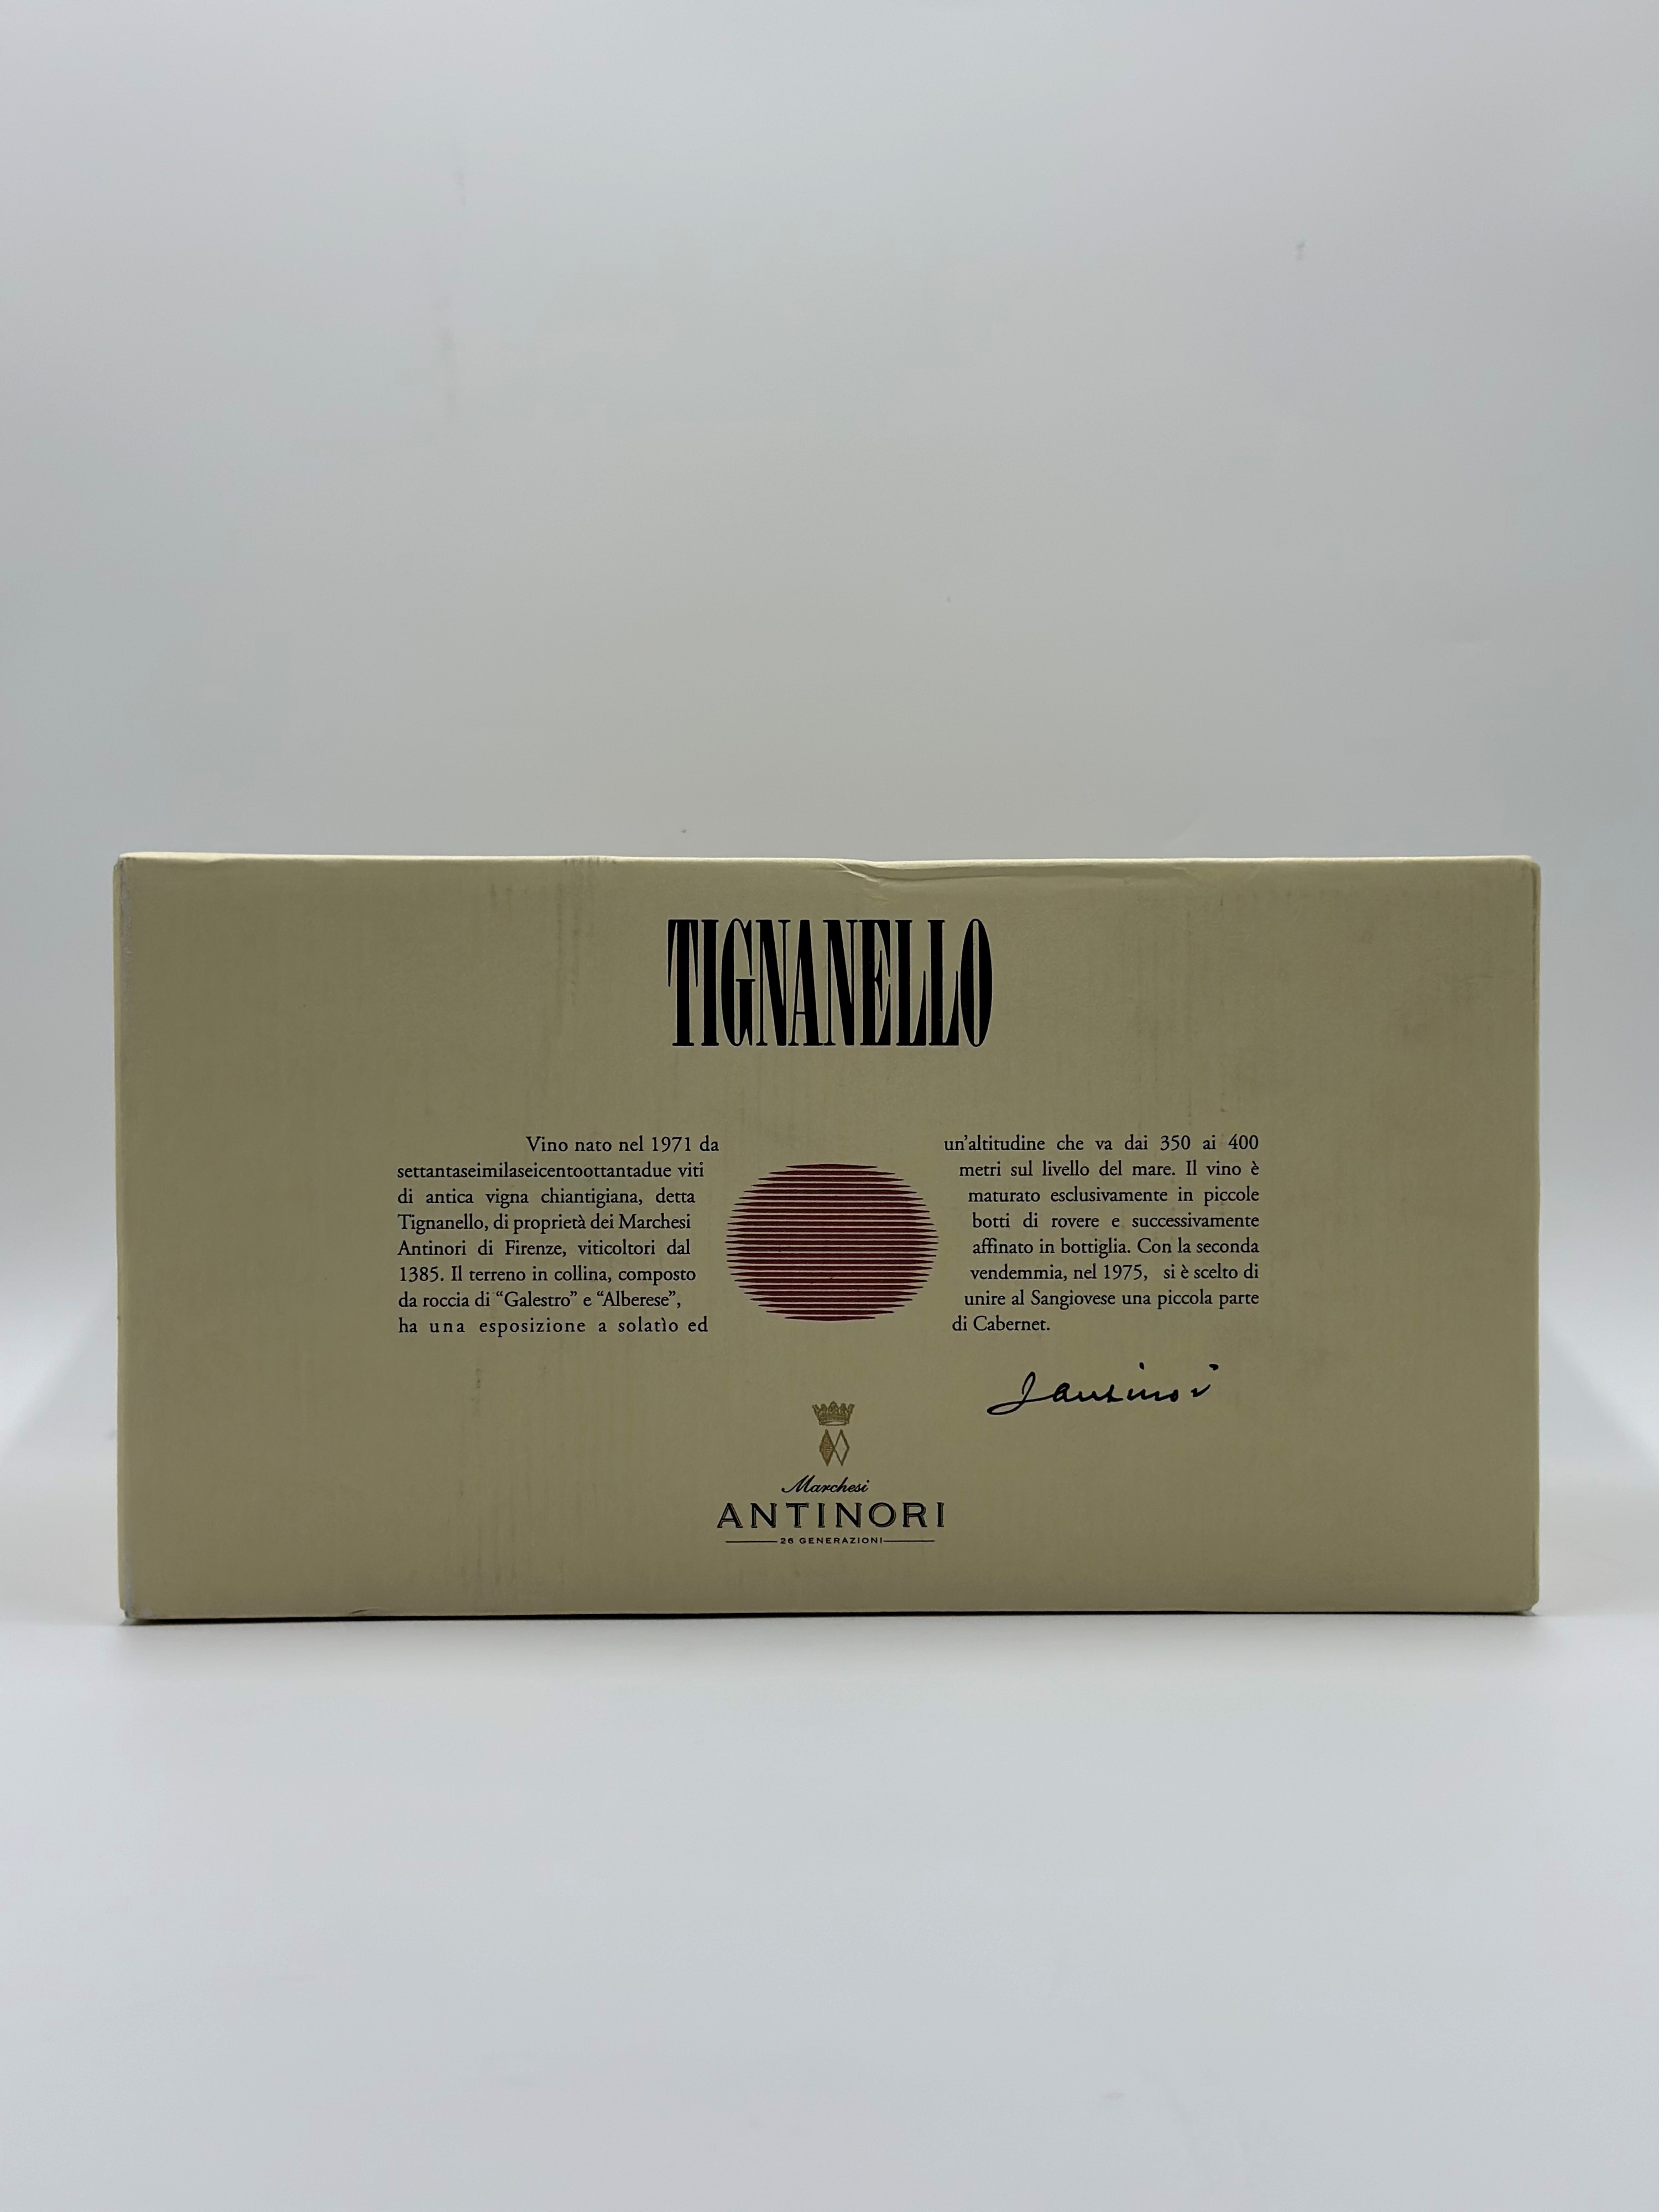 TIGNANELLO
Vino nato nel 1971 da
settantaseimilaseicentoottantadue viti
di antica vigna chiantigiana, detta
Tignanello, di proprietà dei Marchesi
Antinori di Firenze, viticoltori dal
1385. Il terreno in collina, composto
da roccia di “Galestro” e “Alberese”,
ha una esposizione a solatìo ed
un’altitudine che va dai 350 ai 400
metri sul livello del mare. Il vino è
maturato esclusivamente in piccole
botti di rovere e successivamente
affinato in bottiglia. Con la seconda
vendemmia, nel 1975, si è scelto di
unire al Sangiovese una piccola parte
di Cabernet.
Marchesi
ANTINORI
26 GENERAZIONI